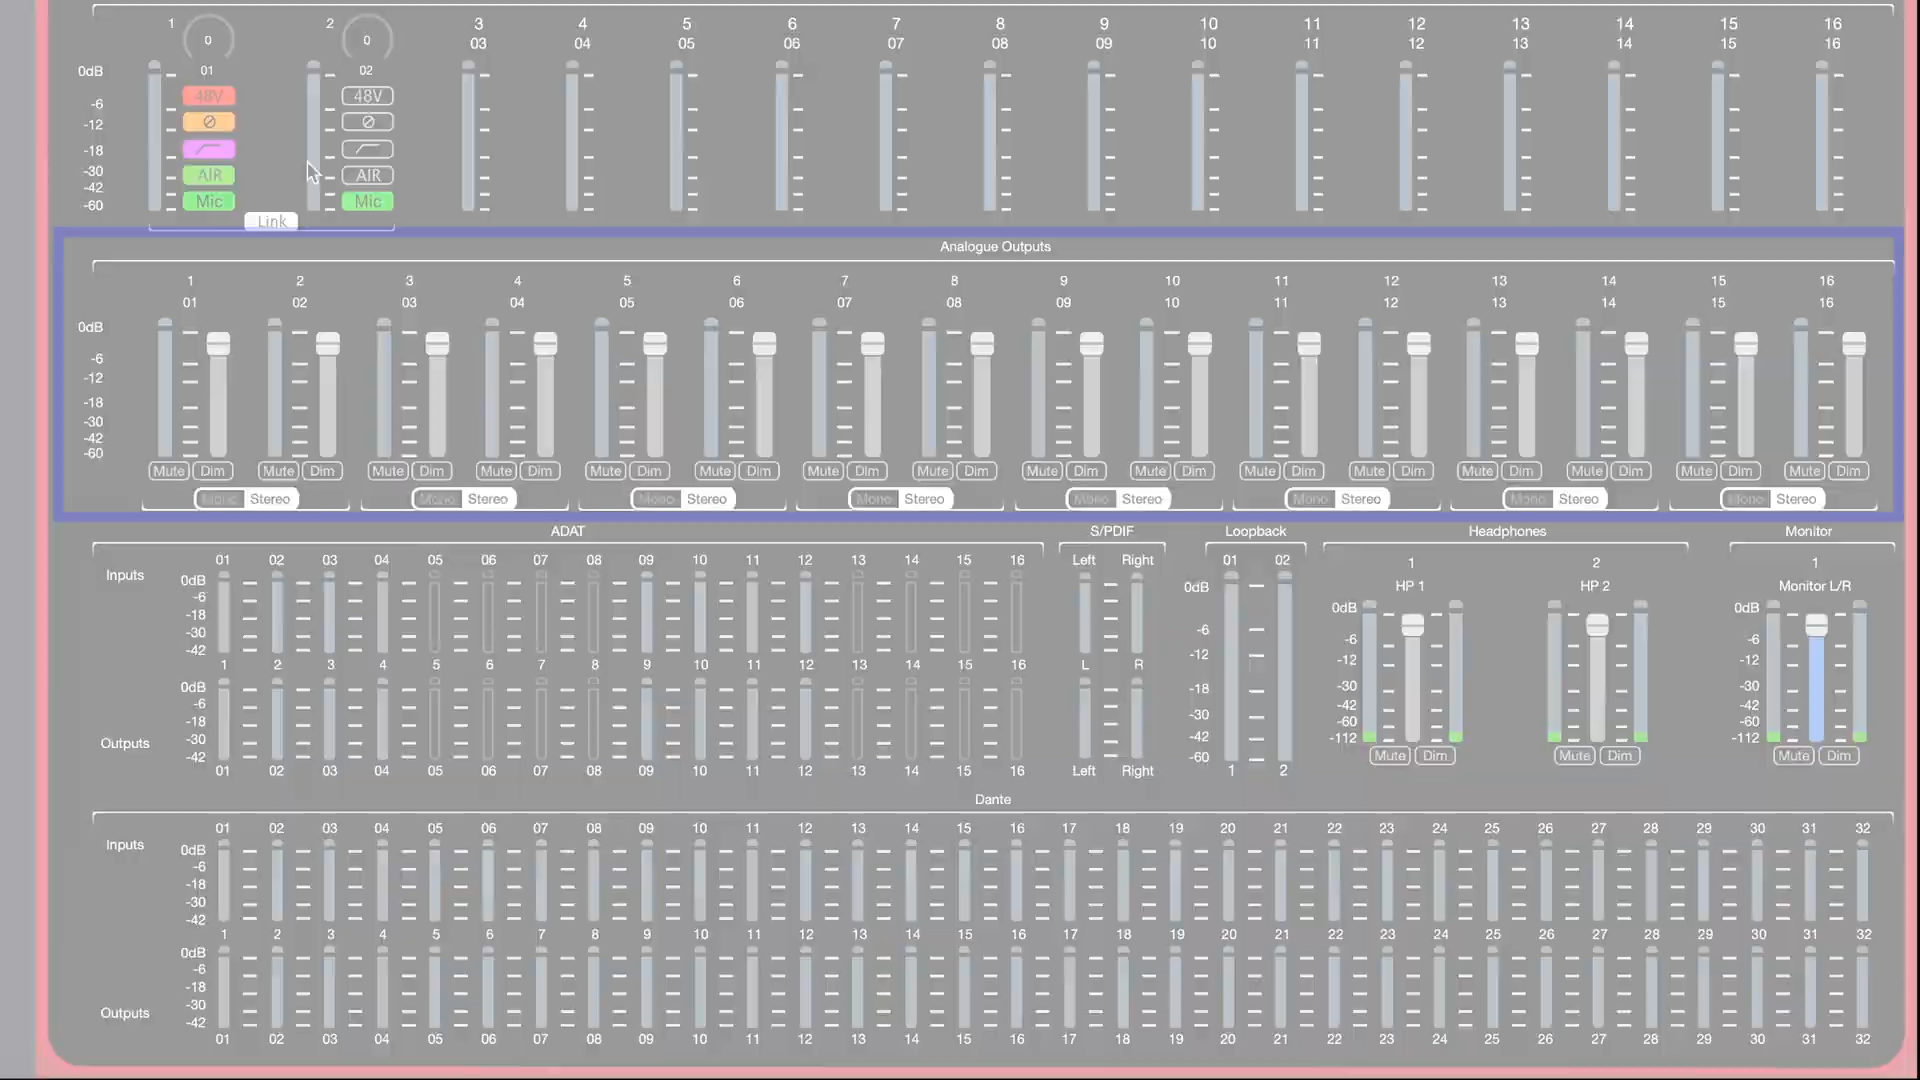 1 0 2 0 3 4 5 6 7 8 9 10 11 12 13 14 15 16
03 04 05 06 07 08 09 10 11 12 13 14 15 16
0dB 01 02
-6 48V 48V
-12
-18
-30 AIR AIR
-42
-60 Mic Mic
Link
Analogue Outputs
1 2 3 4 5 6 7 8 9 10 11 12 13 14 15 16
01 02 03 04 05 06 07 08 09 10 11 12 13 14 15 16
0dB
-6
-12
-18
-30
-42
-60
Mute Dim Mute Dim Mute Dim Mute Dim Mute Dim Mute Dim Mute Dim Mute Dim Mute Dim Mute Dim Mute Dim Mute Dim Mute Dim Mute Dim Mute Dim Mute Dim
Mono Stereo Mono Stereo Mono Stereo Mono Stereo Mono Stereo Mono Stereo Mono Stereo Mono Stereo
ADAT
01 02 03 04 05 06 07 08 09 10 11 12 13 14 15 16
Inputs
0dB
-6
-18
-30
-42
1 2 3 4 5 6 7 8 9 10 11 12 13 14 15 16
0dB
-6
-18
Outputs
-30
-42
01 02 03 04 05 06 07 08 09 10 11 12 13 14 15 16
S/PDIF
Left Right
L R
Left Right
Loopback
01 02
0dB
-6
-12
-18
-30
-42
-60
1 2
Headphones
1 2
HP 1 HP 2
0dB
-6
-12
-30
-42
-60
-112
Mute Dim Mute Dim
Monitor
1
Monitor L/R
0dB
-6
-12
-30
-42
-60
-112
Mute Dim
Dante
01 02 03 04 05 06 07 08 09 10 11 12 13 14 15 16 17 18 19 20 21 22 23 24 25 26 27 28 29 30 31 32
Inputs
0dB
-6
-18
-30
-42
1 2 3 4 5 6 7 8 9 10 11 12 13 14 15 16 17 18 19 20 21 22 23 24 25 26 27 28 29 30 31 32
0dB
-6
-18
-30
Outputs
-42
01 02 03 04 05 06 07 08 09 10 11 12 13 14 15 16 17 18 19 20 21 22 23 24 25 26 27 28 29 30 31 32